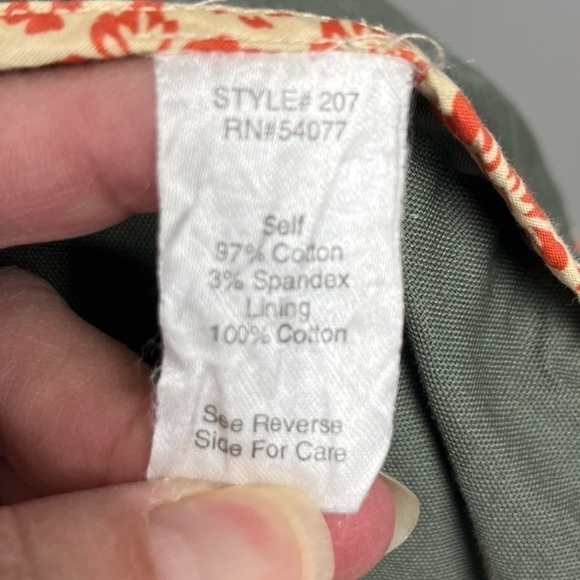 STYLE# 207
RN#54077
Self
97% Cotton
3% Spandex
Lining
100% Cotton
See Reverse
Side For Care